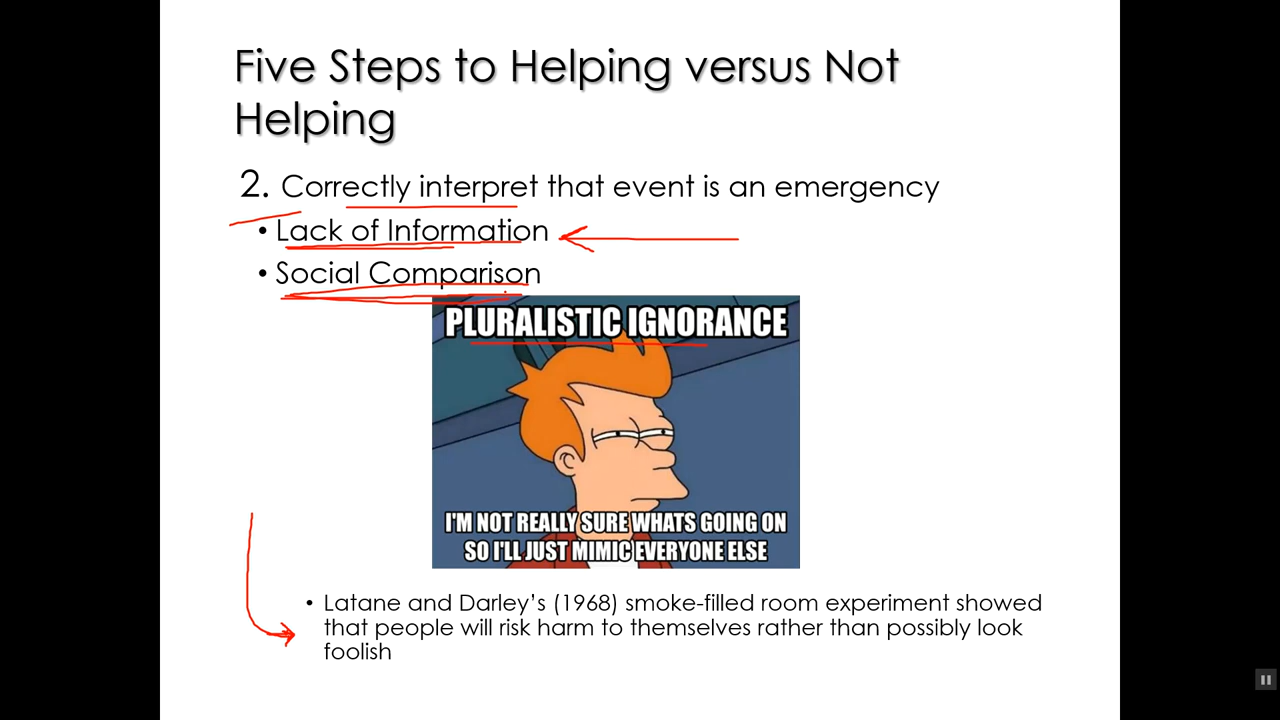 Five Steps to Helping versus Not
Helping
2. Correctly interpret that event is an emergency
• Lack of Information
• Social Comparison
PLURALISTIC IGNORANCE
I'M NOT REALLY SURE WHATS GOING ON
SO I'LL JUST MIMIC EVERYONE ELSE
• Latane and Darley's (1968) smoke-filled room experiment showed
that people will risk harm to themselves rather than possibly look
foolish